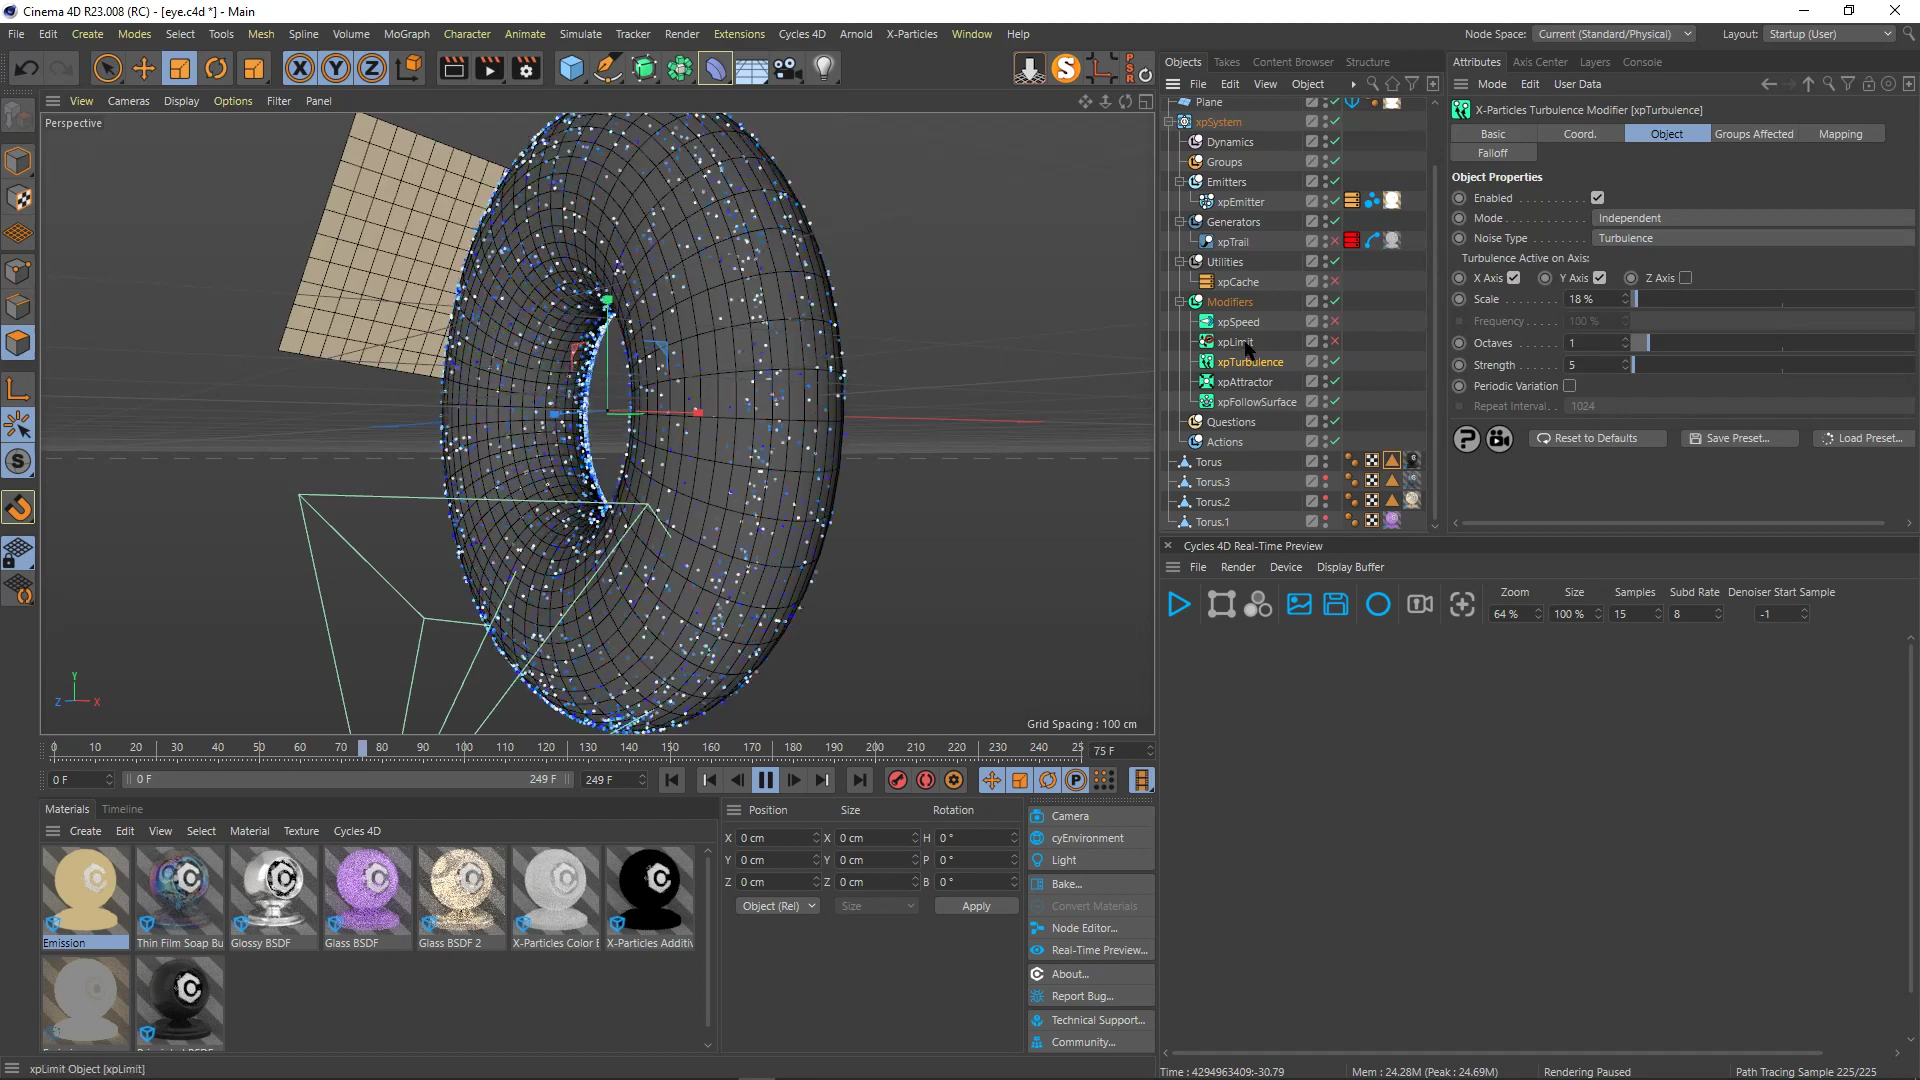 Cinema 4D R23.008 (RC) - [eye.c4d *] - Main
File Edit Create Modes Select Tools Mesh Spline Volume MoGraph Character Animate Simulate Tracker Render Extensions Cycles 4D Arnold X-Particles Window Help
Node Space: Current (Standard/Physical) Layout: Startup (User)
X Y Z
S
PSR
Objects Takes Content Browser Structure
File Edit View Object
Plane
xpSystem
Dynamics
Groups
Emitters
xpEmitter
Generators
xpTrail
Utilities
xpCache
Modifiers
xpSpeed
xpLimit
xpTurbulence
xpAttractor
xpFollowSurface
Questions
Actions
Torus
Torus.3
Torus.2
Torus.1
Attributes Axis Center Layers Console
Mode Edit User Data
X-Particles Turbulence Modifier [xpTurbulence]
Basic Coord. Object Groups Affected Mapping
Falloff
Object Properties
Enabled
Mode Independent
Noise Type Turbulence
Turbulence Active on Axis:
X Axis Y Axis Z Axis
Scale 18 %
Frequency 100 %
Octaves 1
Strength 5
Periodic Variation
Repeat Interval 1024
Reset to Defaults Save Preset... Load Preset...
View Cameras Display Options Filter Panel
Perspective
Y
Z X
Grid Spacing : 100 cm
0 10 20 30 40 50 60 70 80 90 100 110 120 130 140 150 160 170 180 190 200 210 220 230 240 25 75 F
0 F 0 F 249 F 249 F
P
Materials Timeline
Create Edit View Select Material Texture Cycles 4D
Emission Thin Film Soap Bu Glossy BSDF Glass BSDF Glass BSDF 2 X-Particles Color E X-Particles Additiv
Position Size Rotation
X 0 cm X 0 cm H 0 °
Y 0 cm Y 0 cm P 0 °
Z 0 cm Z 0 cm B 0 °
Object (Rel) Size Apply
Camera
cyEnvironment
Light
Bake...
Convert Materials
Node Editor...
Real-Time Preview...
About...
Report Bug...
Technical Support...
Community...
Cycles 4D Real-Time Preview
File Render Device Display Buffer
Zoom Size Samples Subd Rate Denoiser Start Sample
64 % 100 % 15 8 -1
xpLimit Object [xpLimit]
Time : 4294963409:-30.79 Mem : 24.28M (Peak : 24.69M) Rendering Paused Path Tracing Sample 225/225